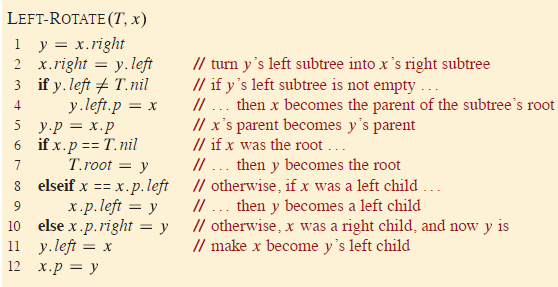 LEFT-ROTATE(T, x)
1 y = x.right
2 x.right = y.left // turn y's left subtree into x's right subtree
3 if y.left ≠ T.nil // if y's left subtree is not empty ...
4 y.left.p = x // ... then x becomes the parent of the subtree's root
5 y.p = x.p // x's parent becomes y's parent
6 if x.p == T.nil // if x was the root ...
7 T.root = y // ... then y becomes the root
8 elseif x == x.p.left // otherwise, if x was a left child ...
9 x.p.left = y // ... then y becomes a left child
10 else x.p.right = y // otherwise, x was a right child, and now y is
11 y.left = x // make x become y's left child
12 x.p = y